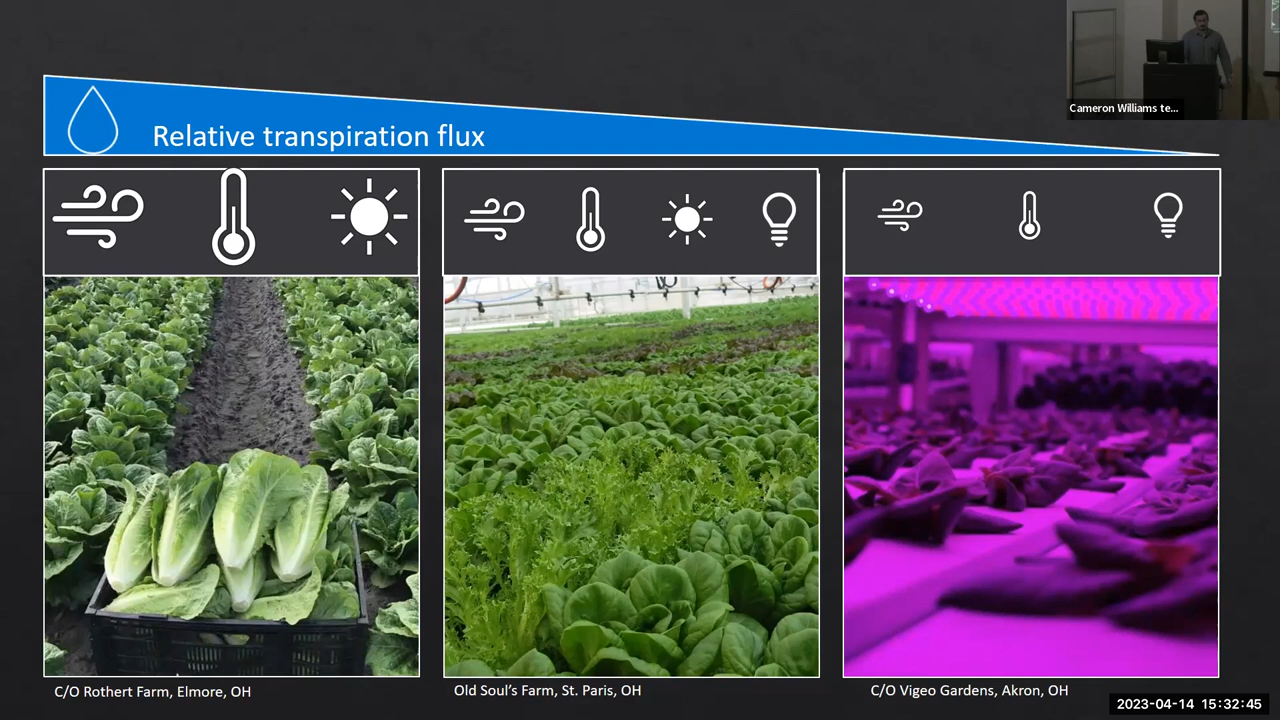 Cameron Williams te...
Relative transpiration flux
C/O Rothert Farm, Elmore, OH
Old Soul's Farm, St. Paris, OH
C/O Vigeo Gardens, Akron, OH
2023-04-14 15:32:45